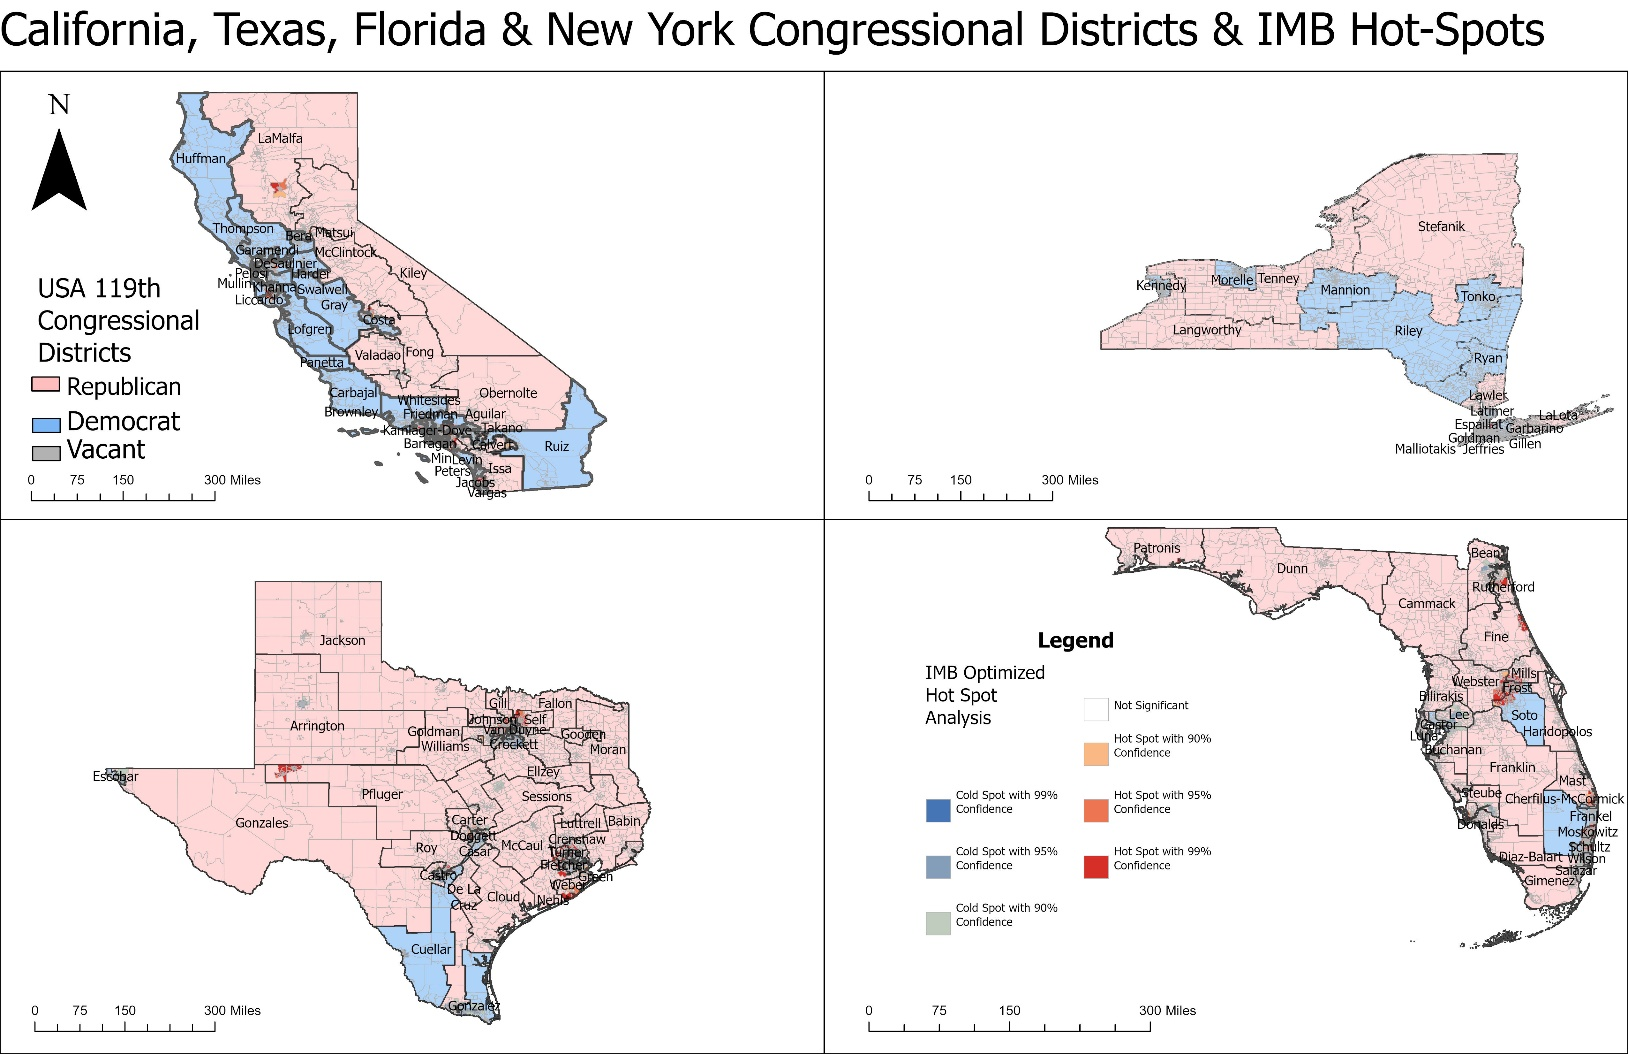 California, Texas, Florida & New York Congressional Districts & IMB Hot-Spots
N
LaMalfa
Huffman
Thompson
Bera
Matsui
Garamendi
McClintock
DeSaulnier
Pelosi
Harder
Kiley
Mullin
Khanna
Swalwell
Liccardo
Gray
Costa
Lofgren
Valadao
Fong
Panetta
Carbajal
Obernolte
Whitesides
Brownley
Friedman
Aguilar
Kamlager-Dove
Takano
Barragan
Calvert
Ruiz
Min
Levin
Peters
Issa
Jacobs
Vargas
USA 119th
Congressional
Districts
Republican
Democrat
Vacant
0 75 150 300 Miles
Stefanik
Kennedy
Morelle
Tenney
Mannion
Tonko
Langworthy
Riley
Ryan
Lawler
Latimer
LaLota
Espaillat
Garbarino
Goldman
Gillen
Malliotakis
Jeffries
0 75 150 300 Miles
Jackson
Gill
Fallon
Arrington
Johnson
Self
Goldman
Van Duyne
Gooden
Williams
Crockett
Moran
Escobar
Ellzey
Pfluger
Sessions
Gonzales
Carter
Luttrell
Babin
Doggett
Crenshaw
Roy
Casar
McCaul
Turner
Fletcher
Castro
Green
De La
Cruz
Weber
Cloud
Nehls
Cuellar
Gonzalez
0 75 150 300 Miles
Patronis
Dunn
Bean
Rutherford
Cammack
Fine
Webster
Mills
Bilirakis
Frost
Lee
Soto
Castor
Luna
Haridopolos
Buchanan
Franklin
Mast
Steube
Cherfilus-McCormick
Donalds
Frankel
Moskowitz
Schultz
Diaz-Balart
Wilson
Salazar
Gimenez
Legend
IMB Optimized
Hot Spot
Analysis
Cold Spot with 99%
Confidence
Cold Spot with 95%
Confidence
Cold Spot with 90%
Confidence
Not Significant
Hot Spot with 90%
Confidence
Hot Spot with 95%
Confidence
Hot Spot with 99%
Confidence
0 75 150 300 Miles